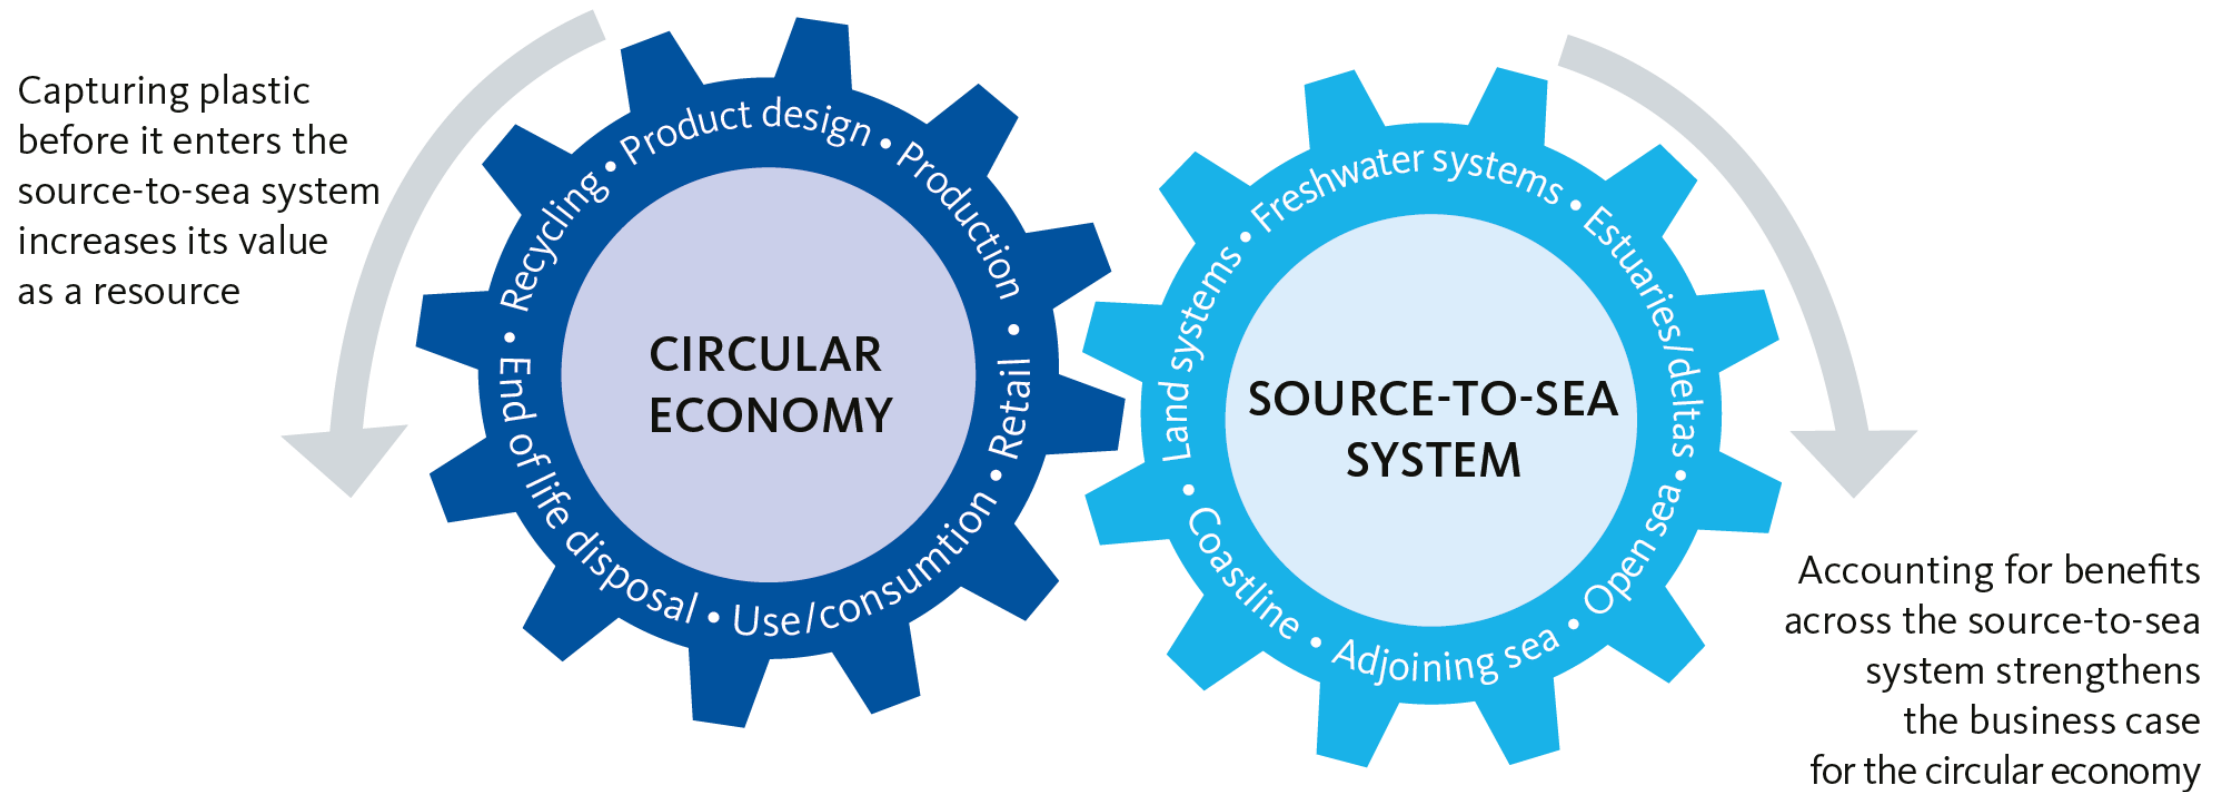 Capturing plastic
before it enters the
source-to-sea system
increases its value
as a resource
CIRCULAR
ECONOMY
Product design • Production • Retail • Use/consumtion • End of life disposal • Recycling •
SOURCE-TO-SEA
SYSTEM
Land systems • Freshwater systems • Estuaries/deltas • Open sea • Adjoining sea • Coastline •
Accounting for benefits
across the source-to-sea
system strengthens
the business case
for the circular economy